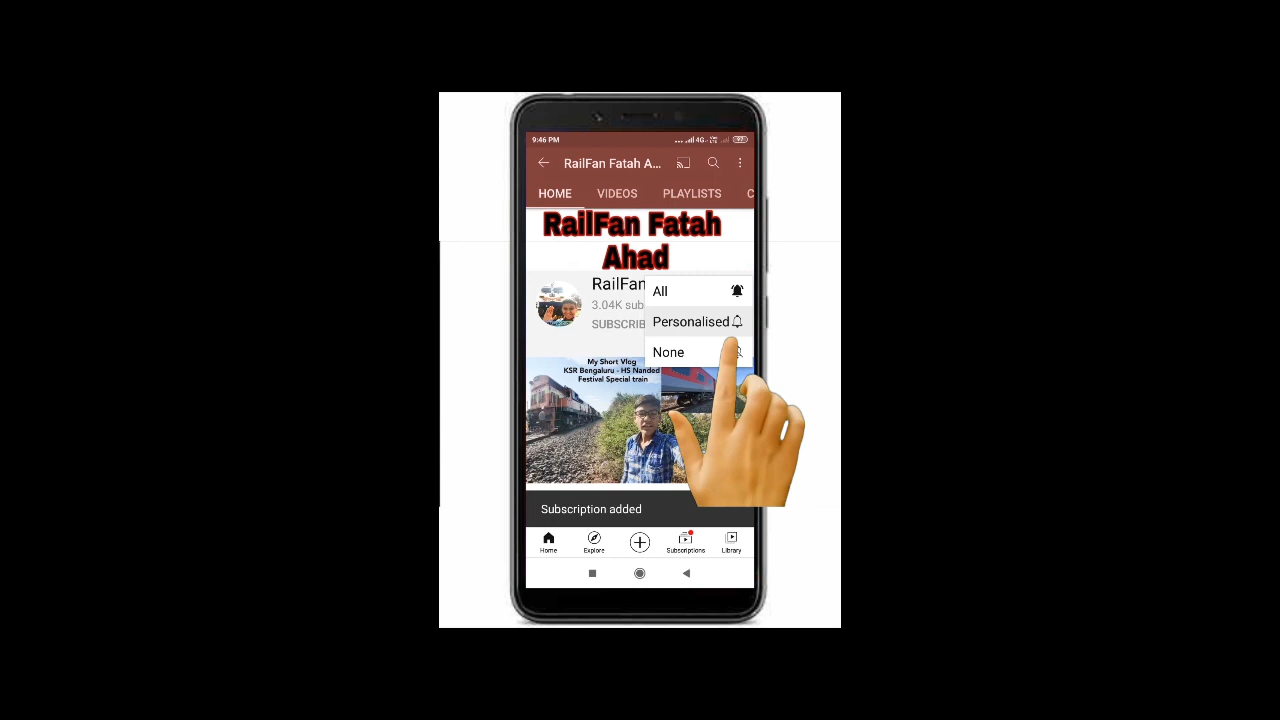 9:46 PM
4G
RailFan Fatah A...
HOME VIDEOS PLAYLISTS C
RailFan Fatah
Ahad
RailFan
3.04K sub
SUBSCRIB
All
Personalised
None
My Short Vlog
KSR Bengaluru - HS Nanded
Festival Special train
Subscription added
Home Explore Subscriptions Library